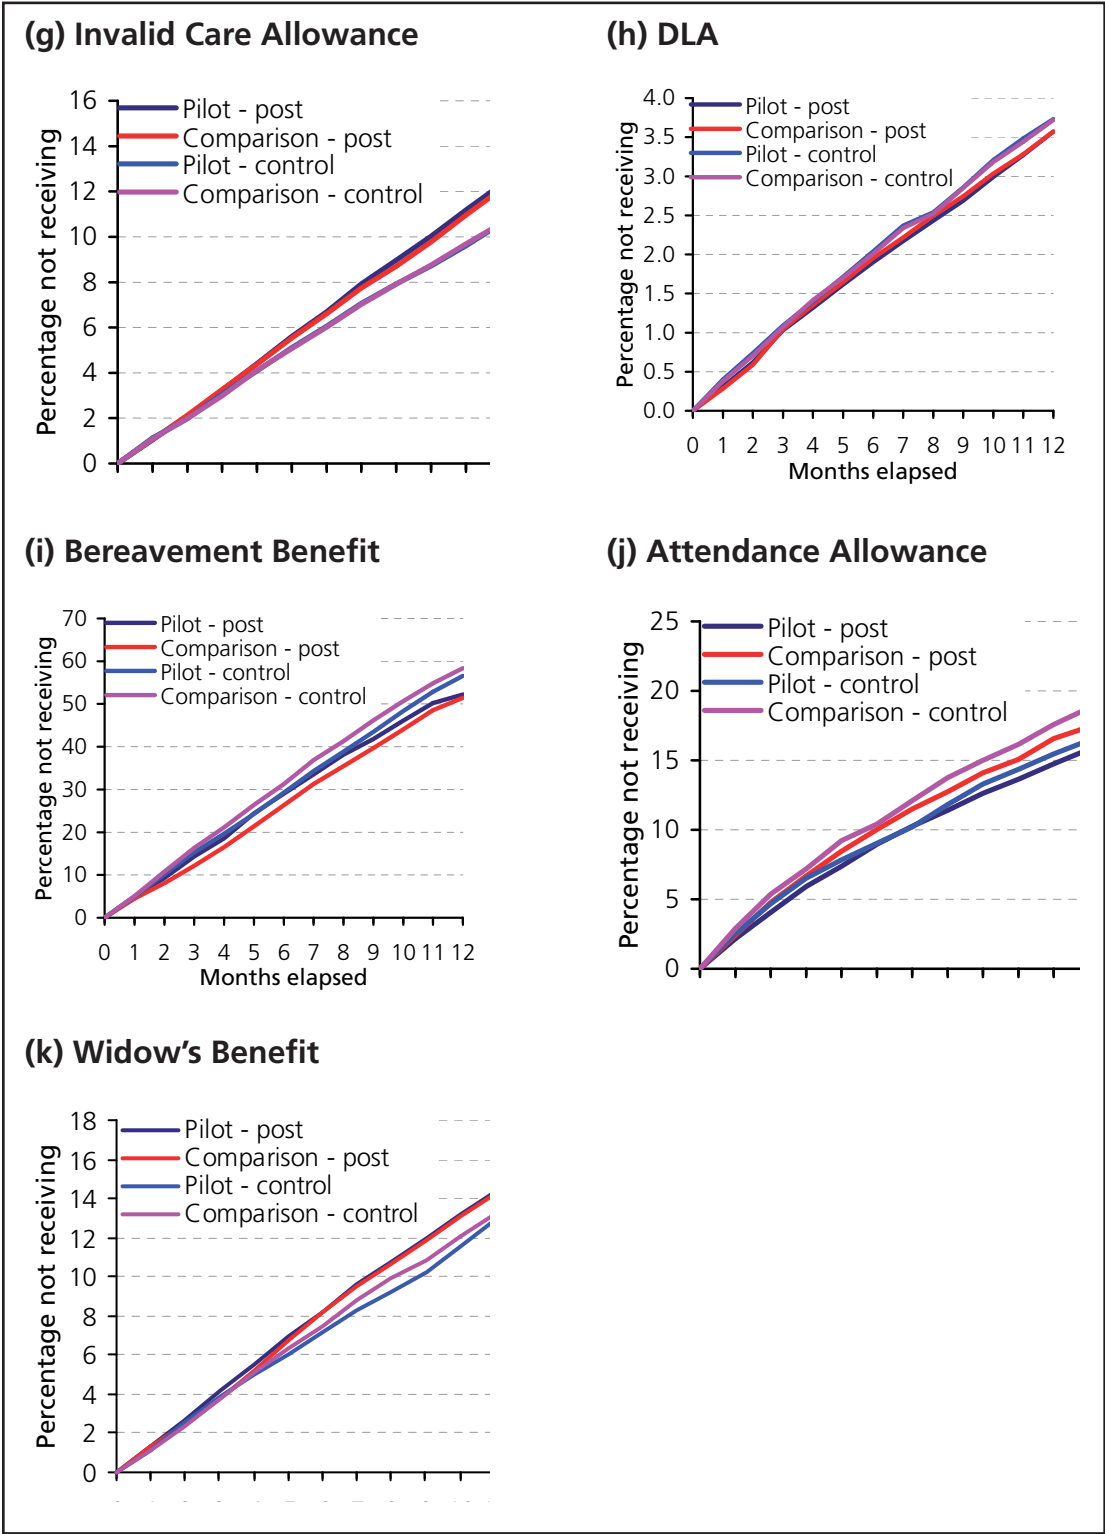 (g) Invalid Care Allowance
Percentage not receiving
16
14
12
10
8
6
4
2
0
Pilot - post
Comparison - post
Pilot - control
Comparison - control
(h) DLA
Percentage not receiving
4.0
3.5
3.0
2.5
2.0
1.5
1.0
0.5
0.0
Pilot - post
Comparison - post
Pilot - control
Comparison - control
0 1 2 3 4 5 6 7 8 9 10 11 12
Months elapsed
(i) Bereavement Benefit
Percentage not receiving
70
60
50
40
30
20
10
0
Pilot - post
Comparison - post
Pilot - control
Comparison - control
0 1 2 3 4 5 6 7 8 9 10 11 12
Months elapsed
(j) Attendance Allowance
Percentage not receiving
25
20
15
10
5
0
Pilot - post
Comparison - post
Pilot - control
Comparison - control
(k) Widow’s Benefit
Percentage not receiving
18
16
14
12
10
8
6
4
2
0
Pilot - post
Comparison - post
Pilot - control
Comparison - control